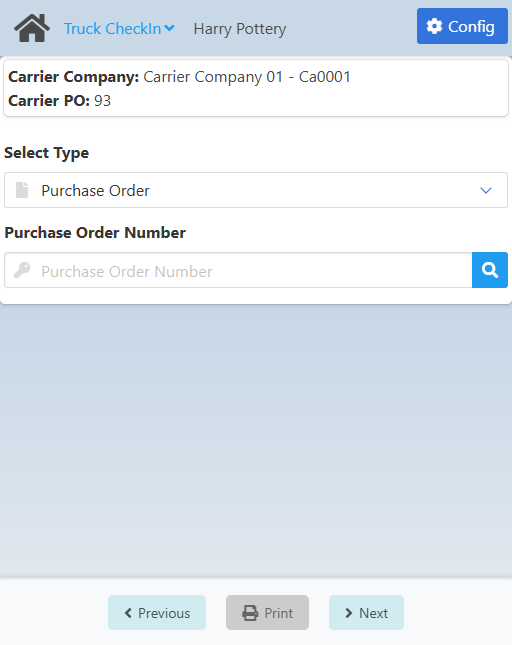 Truck CheckIn Harry Pottery Config
Carrier Company: Carrier Company 01 - Ca0001
Carrier PO: 93
Select Type
Purchase Order
Purchase Order Number
Purchase Order Number
Previous Print Next